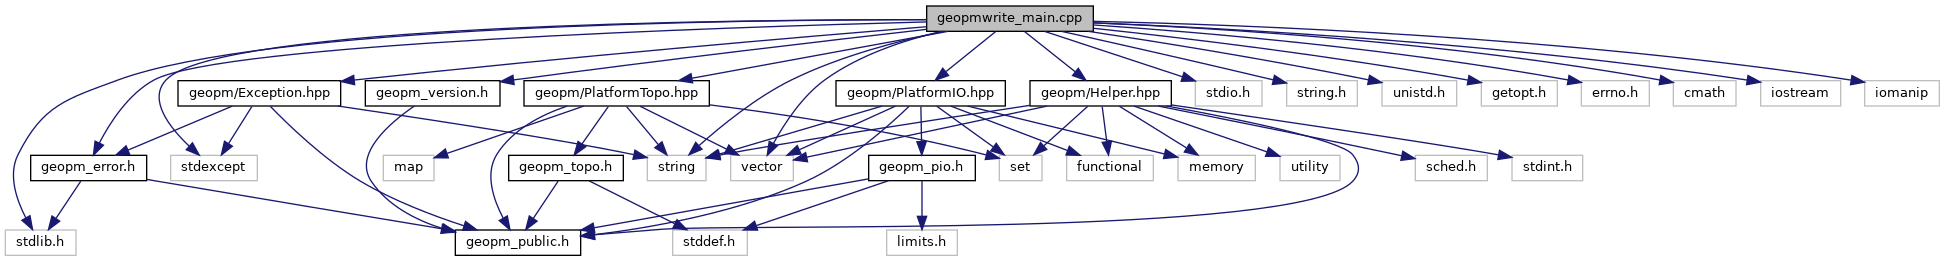 geopmwrite_main.cpp
geopm/Exception.hpp
geopm_version.h
geopm/PlatformTopo.hpp
geopm/PlatformIO.hpp
geopm/Helper.hpp
stdio.h
string.h
unistd.h
getopt.h
errno.h
cmath
iostream
iomanip
geopm_error.h
stdexcept
map
geopm_topo.h
string
vector
geopm_pio.h
set
functional
memory
utility
sched.h
stdint.h
stdlib.h
geopm_public.h
stddef.h
limits.h